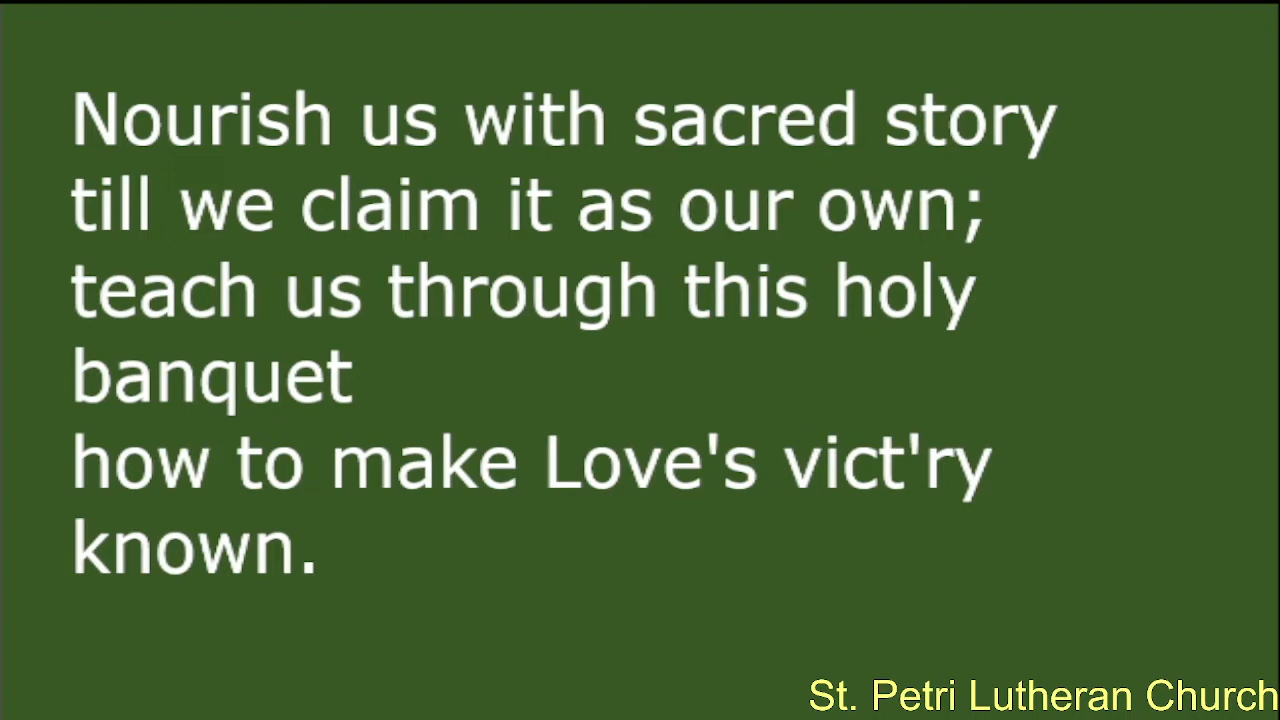 Nourish us with sacred story
till we claim it as our own;
teach us through this holy
banquet
how to make Love's vict'ry
known.
St. Petri Lutheran Church